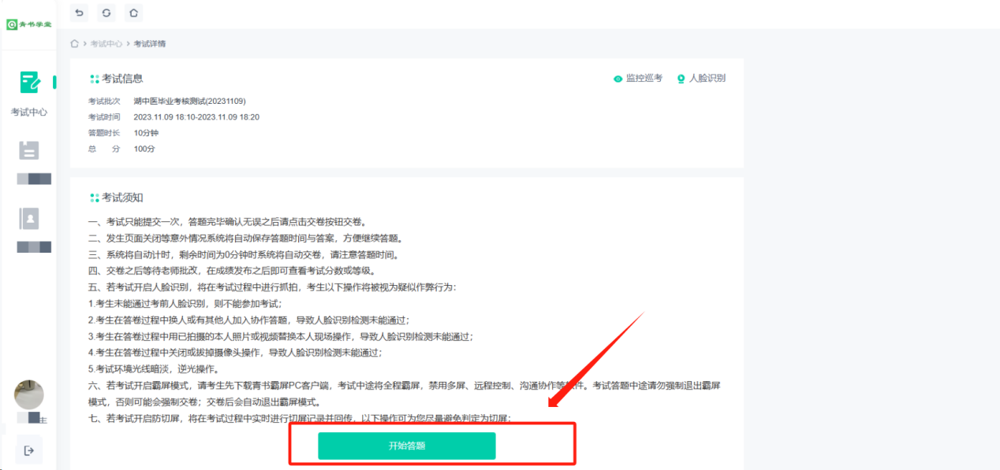 青书学堂
考试中心 > 考试详情
考试中心
考试信息
监控巡考
人脸识别
考试批次 湖中医毕业考核测试(20231109)
考试时间 2023.11.09 18:10-2023.11.09 18:20
答题时长 10分钟
总 分 100分
考试须知
一、考试只能提交一次，答题完毕确认无误之后请点击交卷按钮交卷。
二、发生页面关闭等意外情况系统将自动保存答题时间与答案，方便继续答题。
三、系统将自动计时，剩余时间为0分钟时系统将自动交卷，请注意答题时间。
四、交卷之后等待老师批改，在成绩发布之后即可查看考试分数或等级。
五、若考试开启人脸识别，将在考试过程中进行抓拍，考生以下操作将被视为疑似作弊行为：
1.考生未能通过考前人脸识别，则不能参加考试；
2.考生在答卷过程中换人或有其他人加入协作答题，导致人脸识别检测未能通过；
3.考生在答卷过程中用已拍摄的本人照片或视频替换本人现场操作，导致人脸识别检测未能通过；
4.考生在答卷过程中关闭或拔掉摄像头操作，导致人脸识别检测未能通过；
5.考试环境光线暗淡，逆光操作。
六、若考试开启霸屏模式，请考生先下载青书霸屏PC客户端，考试中途将全程霸屏，禁用多屏、远程控制、沟通协作等件。考试答题中途请勿强制退出霸屏
模式，否则可能会强制交卷；交卷后会自动退出霸屏模式。
七、若考试开启防切屏，将在考试过程中实时进行切屏记录并回传，以下操作可为您尽量避免判定为切屏；
开始答题
主